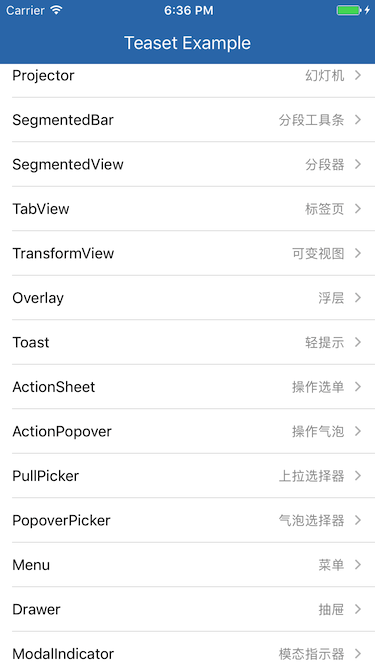 Carrier 6:36 PM
Teaset Example
Projector 幻灯机
SegmentedBar 分段工具条
SegmentedView 分段器
TabView 标签页
TransformView 可变视图
Overlay 浮层
Toast 轻提示
ActionSheet 操作选单
ActionPopover 操作气泡
PullPicker 上拉选择器
PopoverPicker 气泡选择器
Menu 菜单
Drawer 抽屉
ModalIndicator 模态指示器